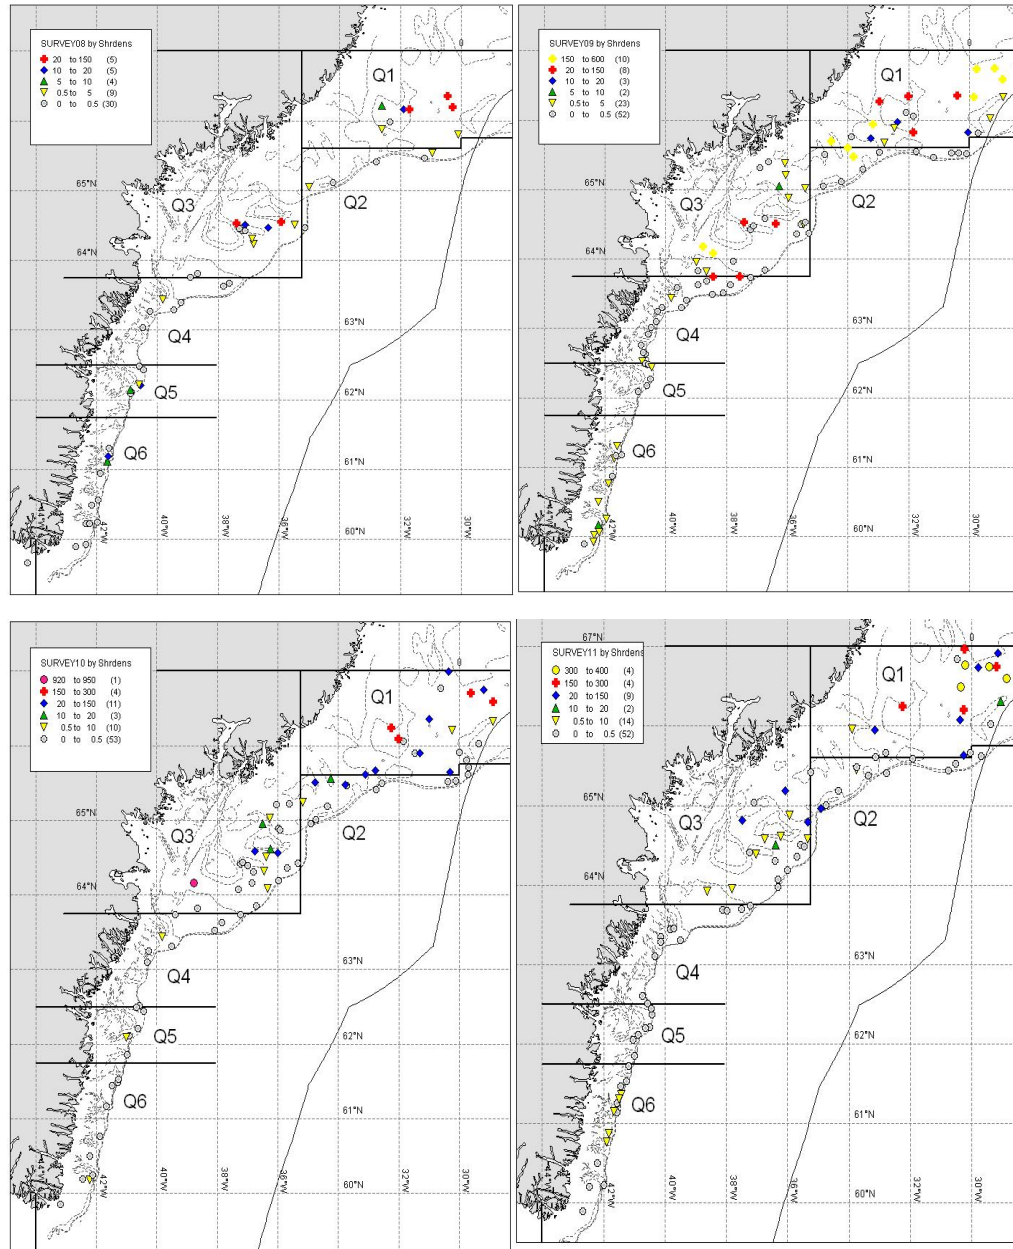 SURVEY08 by Shrdens
20 to 150 (5)
10 to 20 (5)
5 to 10 (4)
0.5 to 5 (9)
0 to 0.5 (30)
Q1
65°N
Q3
Q2
64°N
63°N
Q4
62°N
Q5
Q6
61°N
60°N
44°W
42°W
40°W
38°W
36°W
32°W
30°W
SURVEY09 by Shrdens
150 to 600 (10)
20 to 150 (8)
10 to 20 (3)
5 to 10 (2)
0.5 to 5 (23)
0 to 0.5 (52)
Q1
65°N
Q3
Q2
64°N
63°N
Q4
62°N
Q5
Q6
61°N
60°N
44°W
42°W
40°W
38°W
36°W
32°W
30°W
SURVEY10 by Shrdens
920 to 950 (1)
150 to 300 (4)
20 to 150 (11)
10 to 20 (3)
0.5 to 10 (10)
0 to 0.5 (53)
Q1
65°N
Q3
Q2
64°N
63°N
Q4
62°N
Q5
Q6
61°N
60°N
44°W
42°W
40°W
38°W
36°W
32°W
30°W
67°N
SURVEY11 by Shrdens
300 to 400 (4)
150 to 300 (4)
20 to 150 (9)
10 to 20 (2)
0.5 to 10 (14)
0 to 0.5 (52)
Q1
65°N
Q3
Q2
64°N
63°N
Q4
62°N
Q5
Q6
61°N
60°N
44°W
42°W
40°W
38°W
36°W
32°W
30°W